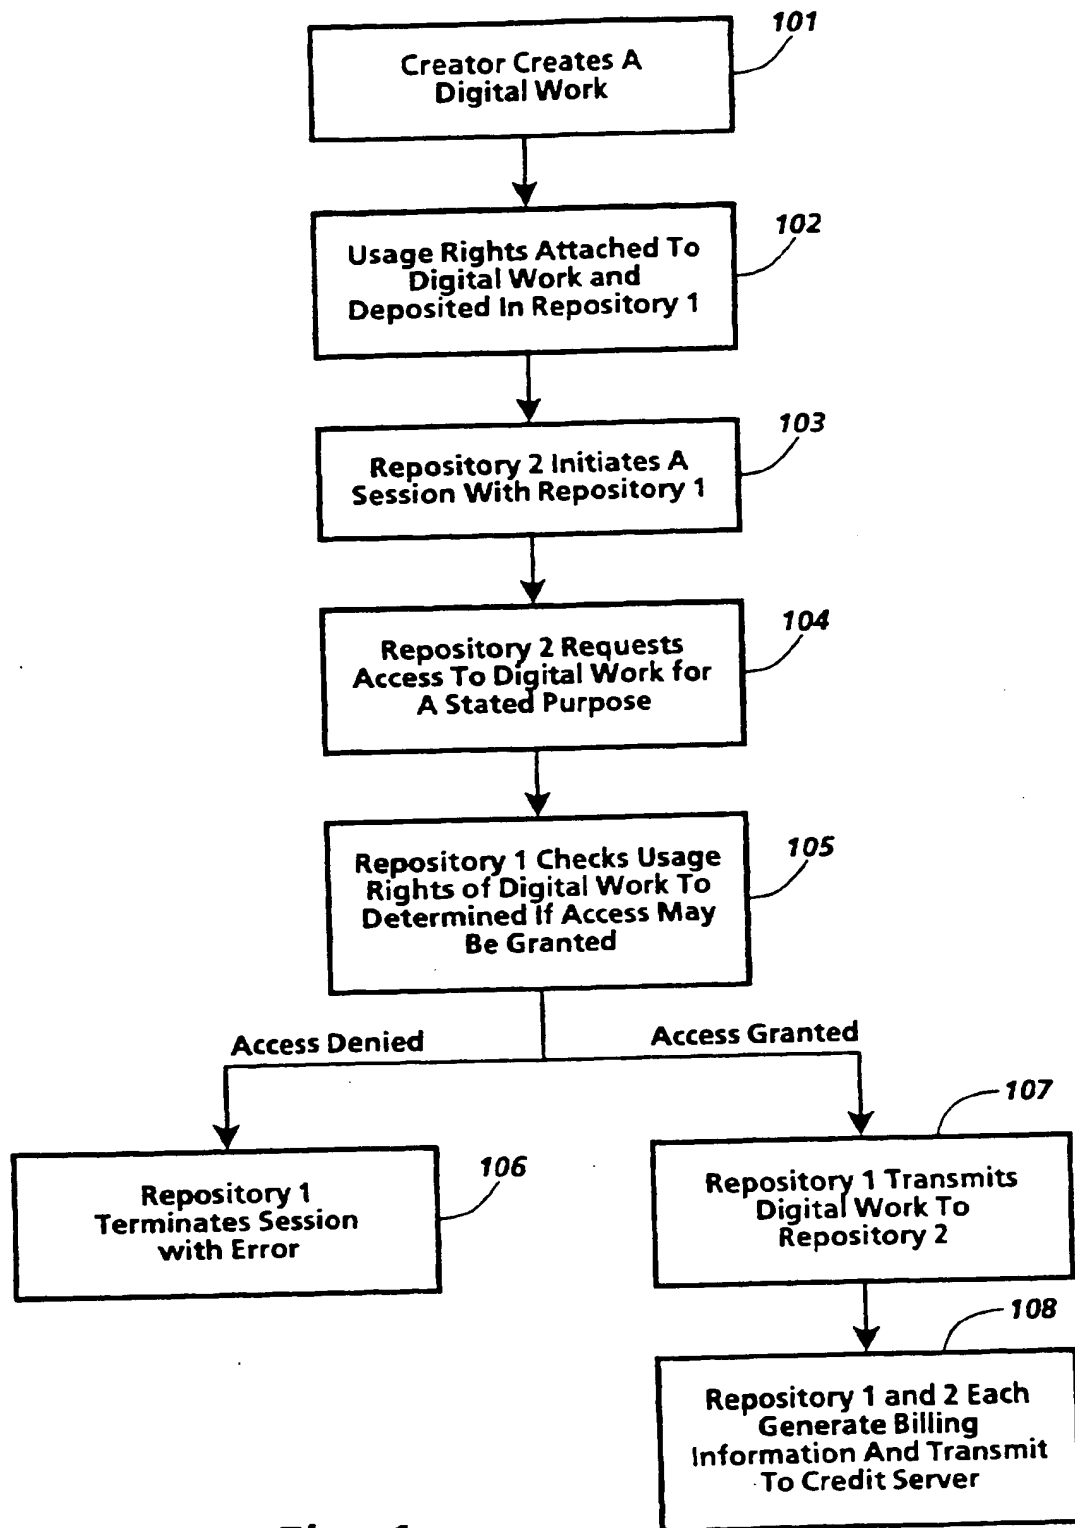 101
Creator Creates A
Digital Work
102
Usage Rights Attached To
Digital Work and
Deposited In Repository 1
103
Repository 2 Initiates A
Session With Repository 1
104
Repository 2 Requests
Access To Digital Work for
A Stated Purpose
105
Repository 1 Checks Usage
Rights of Digital Work To
Determined If Access May
Be Granted
Access Denied
Access Granted
106
Repository 1
Terminates Session
with Error
107
Repository 1 Transmits
Digital Work To
Repository 2
108
Repository 1 and 2 Each
Generate Billing
Information And Transmit
To Credit Server